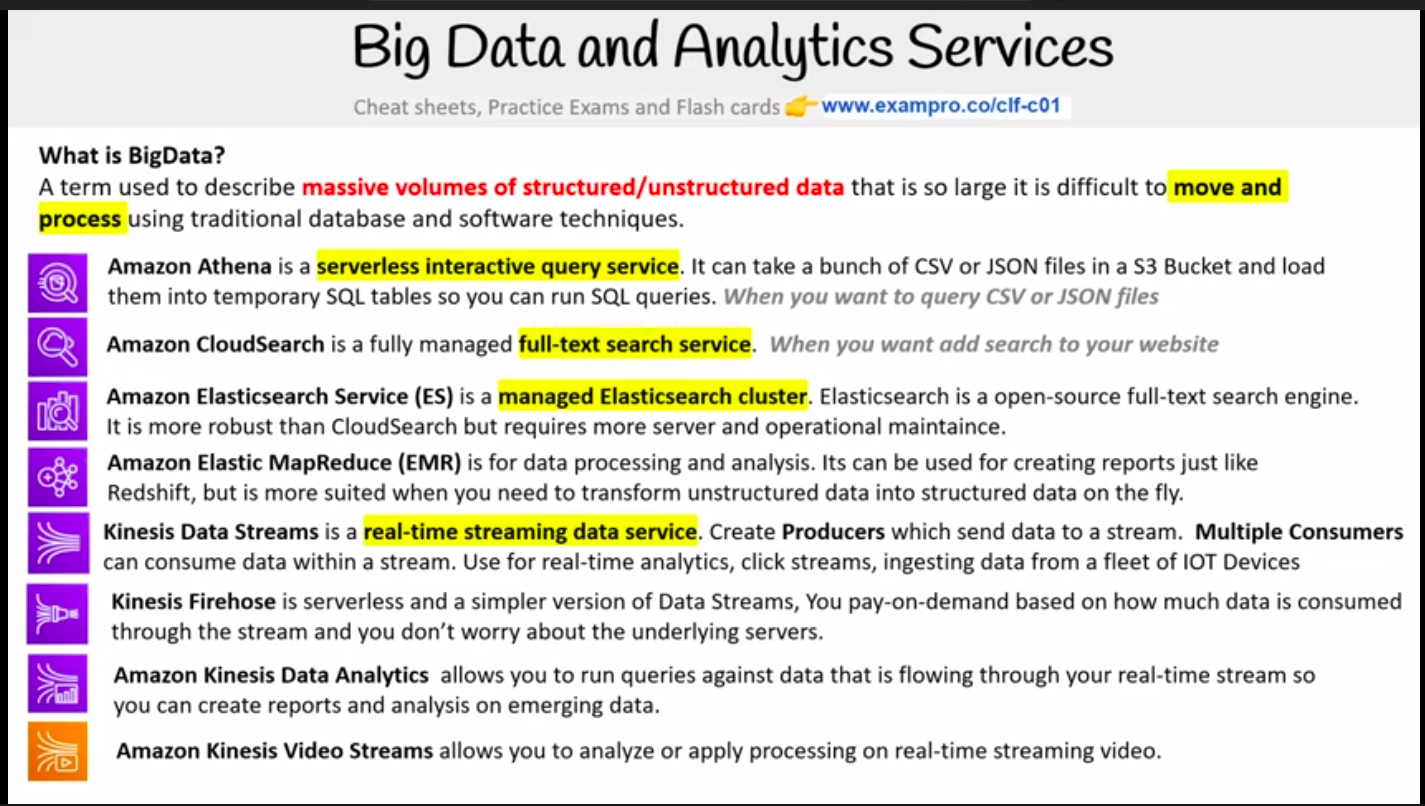 Big Data and Analytics Services
Cheat sheets, Practice Exams and Flash cards 👉 www.exampro.co/clf-c01
What is BigData?
A term used to describe massive volumes of structured/unstructured data that is so large it is difficult to move and
process using traditional database and software techniques.
Amazon Athena is a serverless interactive query service. It can take a bunch of CSV or JSON files in a S3 Bucket and load
them into temporary SQL tables so you can run SQL queries. When you want to query CSV or JSON files
Amazon CloudSearch is a fully managed full-text search service. When you want add search to your website
Amazon Elasticsearch Service (ES) is a managed Elasticsearch cluster. Elasticsearch is a open-source full-text search engine.
It is more robust than CloudSearch but requires more server and operational maintaince.
Amazon Elastic MapReduce (EMR) is for data processing and analysis. Its can be used for creating reports just like
Redshift, but is more suited when you need to transform unstructured data into structured data on the fly.
Kinesis Data Streams is a real-time streaming data service. Create Producers which send data to a stream. Multiple Consumers
can consume data within a stream. Use for real-time analytics, click streams, ingesting data from a fleet of IOT Devices
Kinesis Firehose is serverless and a simpler version of Data Streams, You pay-on-demand based on how much data is consumed
through the stream and you don't worry about the underlying servers.
Amazon Kinesis Data Analytics allows you to run queries against data that is flowing through your real-time stream so
you can create reports and analysis on emerging data.
Amazon Kinesis Video Streams allows you to analyze or apply processing on real-time streaming video.